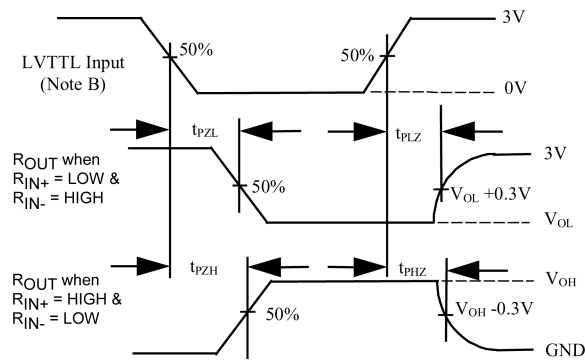 3V
50%
50%
LVTTL Input
(Note B)
0V
tPZL
tPLZ
ROUT when
RIN+ = LOW &
RIN- = HIGH
3V
50%
VOL +0.3V
VOL
tPZH
tPHZ
VOH
ROUT when
RIN+ = HIGH &
RIN- = LOW
50%
VOH -0.3V
GND